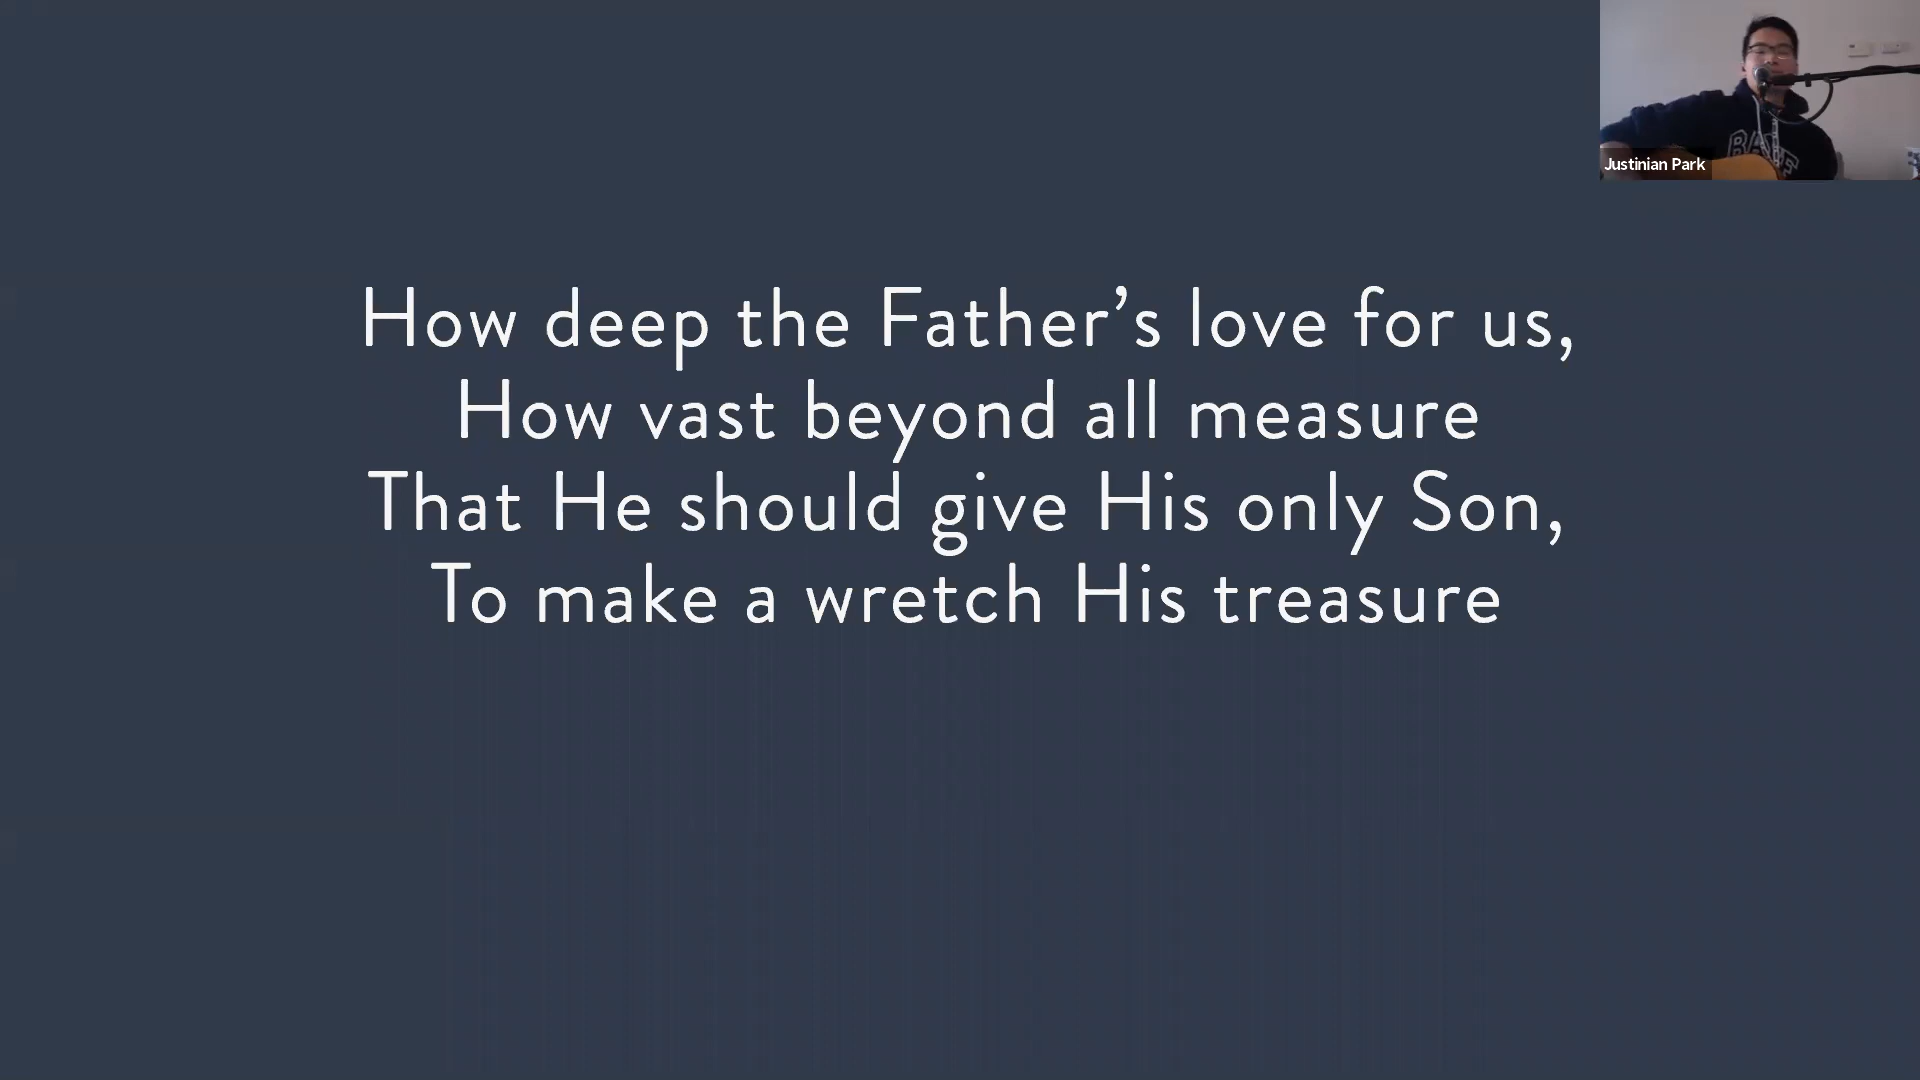 How deep the Father’s love for us,
How vast beyond all measure
That He should give His only Son,
To make a wretch His treasure
Justinian Park